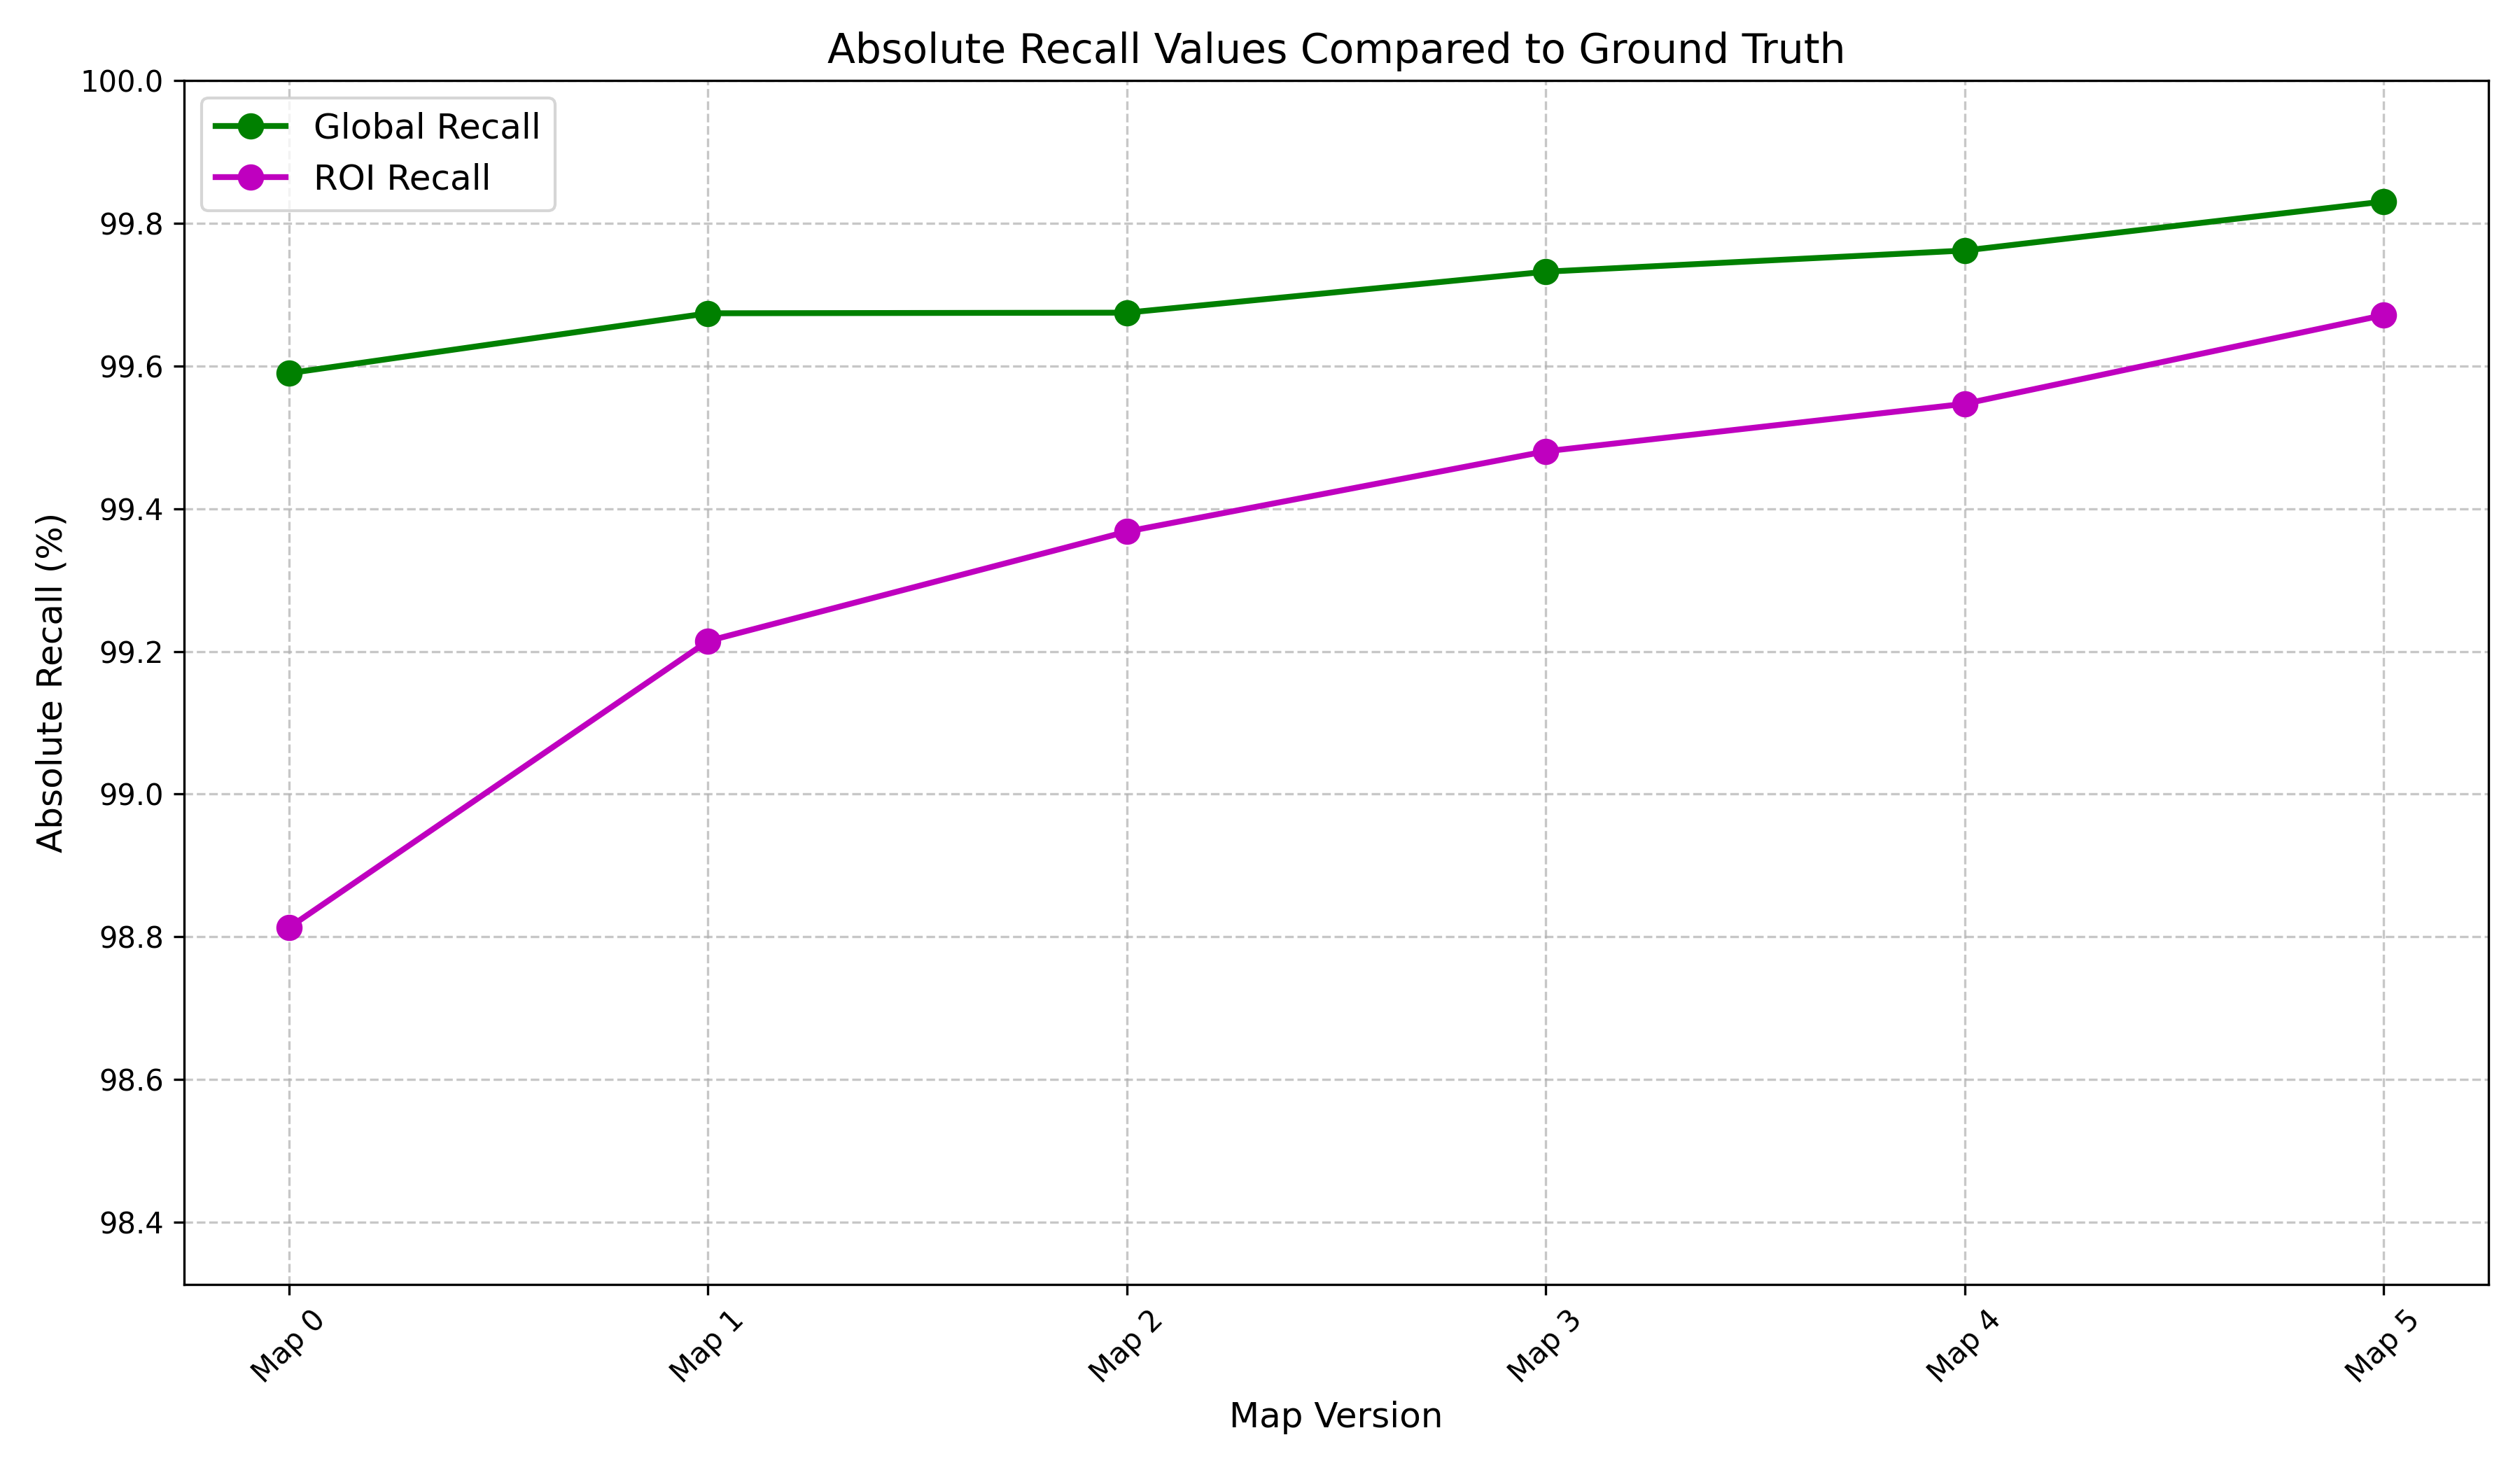 Absolute Recall Values Compared to Ground Truth
Global Recall
ROI Recall
Absolute Recall (%)
100.0
99.8
99.6
99.4
99.2
99.0
98.8
98.6
98.4
Map 0
Map 1
Map 2
Map 3
Map 4
Map 5
Map Version